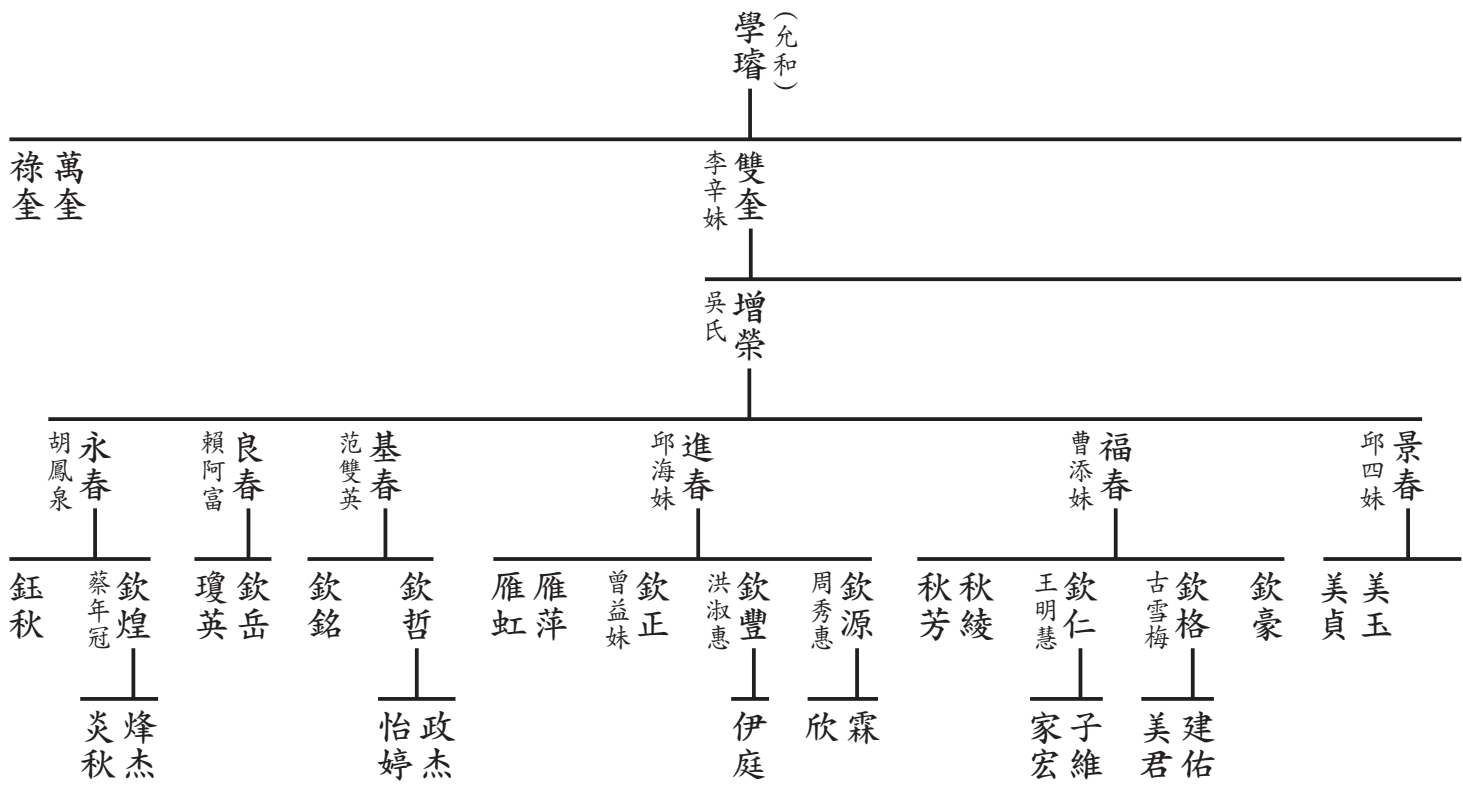 學璿
(允和)
雙奎
李辛妹
萬奎
祿奎
增榮
吳氏
景春
邱四妹
福春
曹添妹
進春
邱海妹
基春
范雙英
良春
賴阿富
永春
胡鳳泉
美玉
美貞
欽豪
欽格
古雪梅
欽仁
王明慧
秋綾
秋芳
欽源
周秀惠
欽豐
洪淑惠
欽正
曾益妹
雁萍
雁虹
欽哲
欽銘
欽岳
瓊英
欽煌
蔡年冠
鈺秋
建佑
美君
子維
家宏
霖
欣
伊庭
政杰
怡婷
烽杰
炎秋